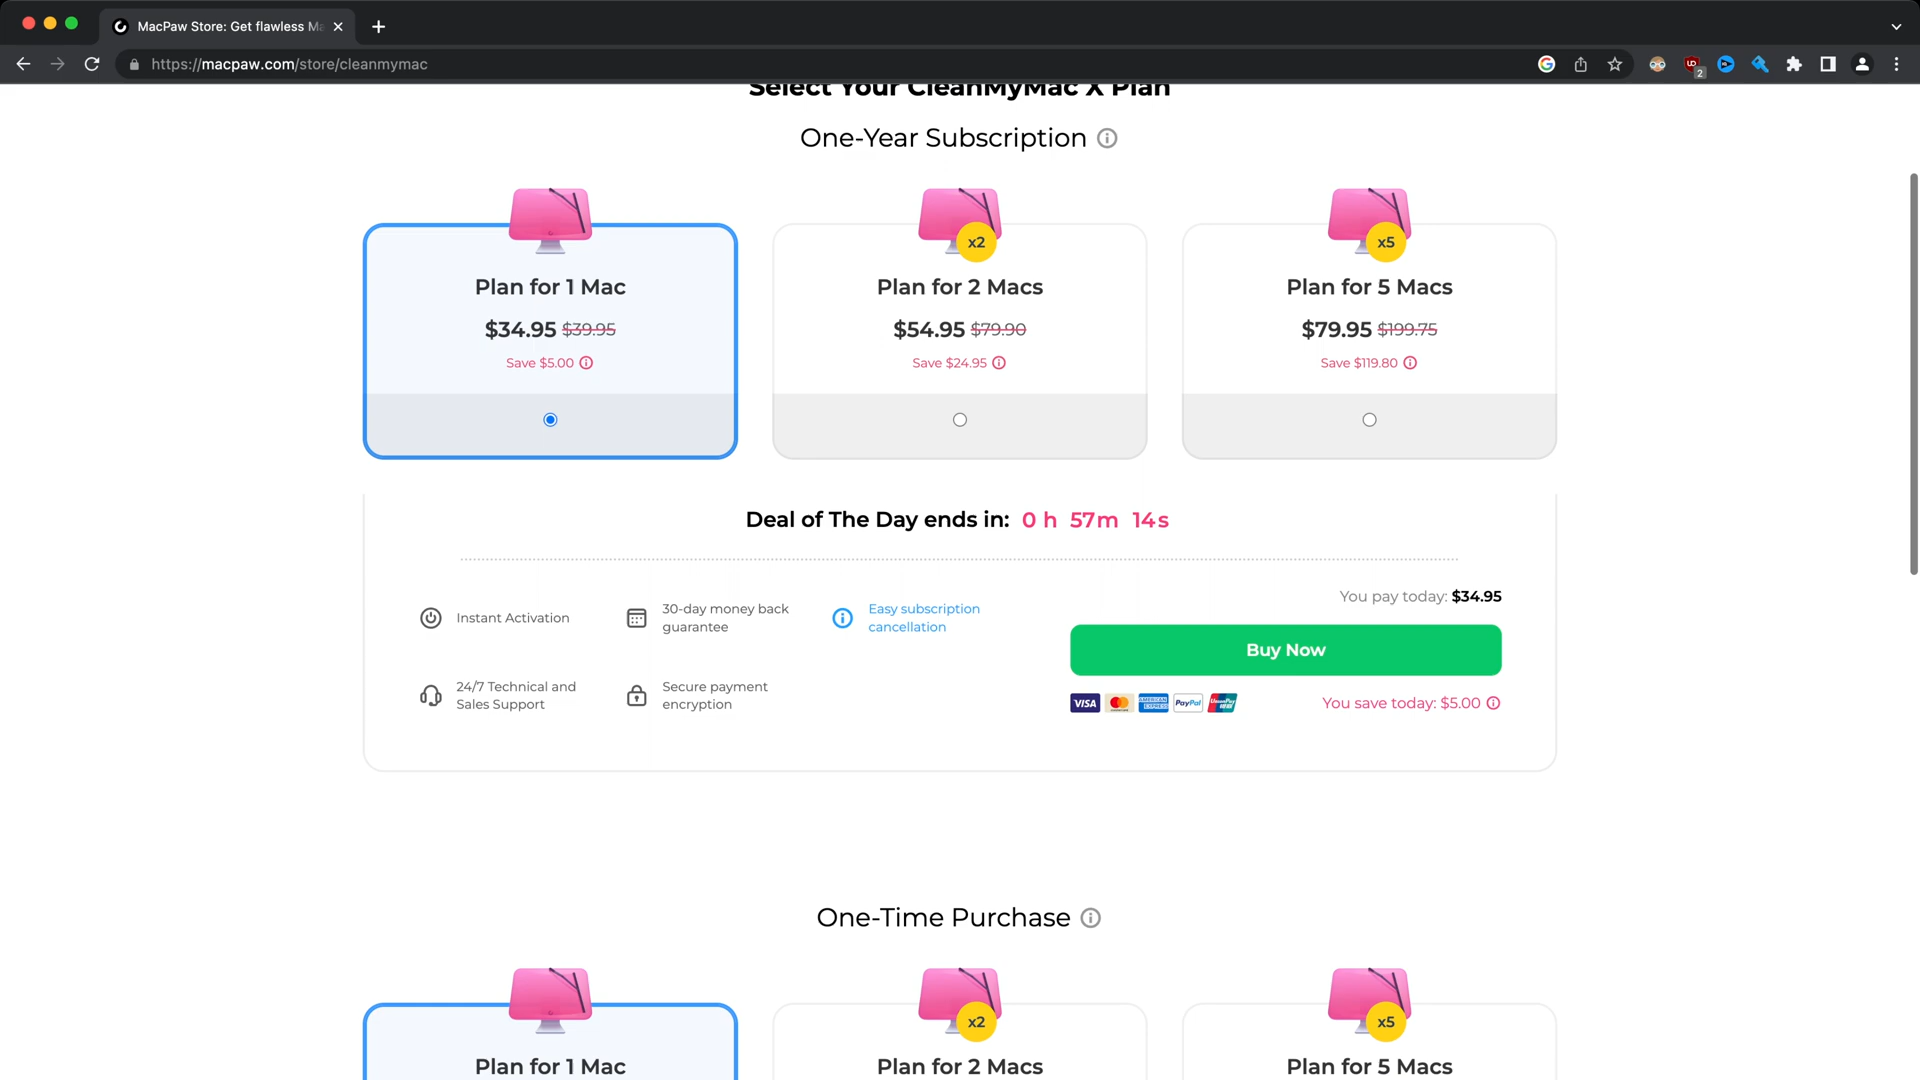 MacPaw Store: Get flawless Ma
https://macpaw.com/store/cleanmymac
2
Select Your CleanMyMac X Plan
One-Year Subscription
x2
x5
Plan for 1 Mac
$34.95 $39.95
Save $5.00
Plan for 2 Macs
$54.95 $79.90
Save $24.95
Plan for 5 Macs
$79.95 $199.75
Save $119.80
Deal of The Day ends in: 0 h 57m 14s
Instant Activation
30-day money back
guarantee
Easy subscription
cancellation
24/7 Technical and
Sales Support
Secure payment
encryption
You pay today: $34.95
Buy Now
VISA
AMERICAN EXPRESS
PayPal
You save today: $5.00
One-Time Purchase
x2
x5
Plan for 1 Mac
Plan for 2 Macs
Plan for 5 Macs